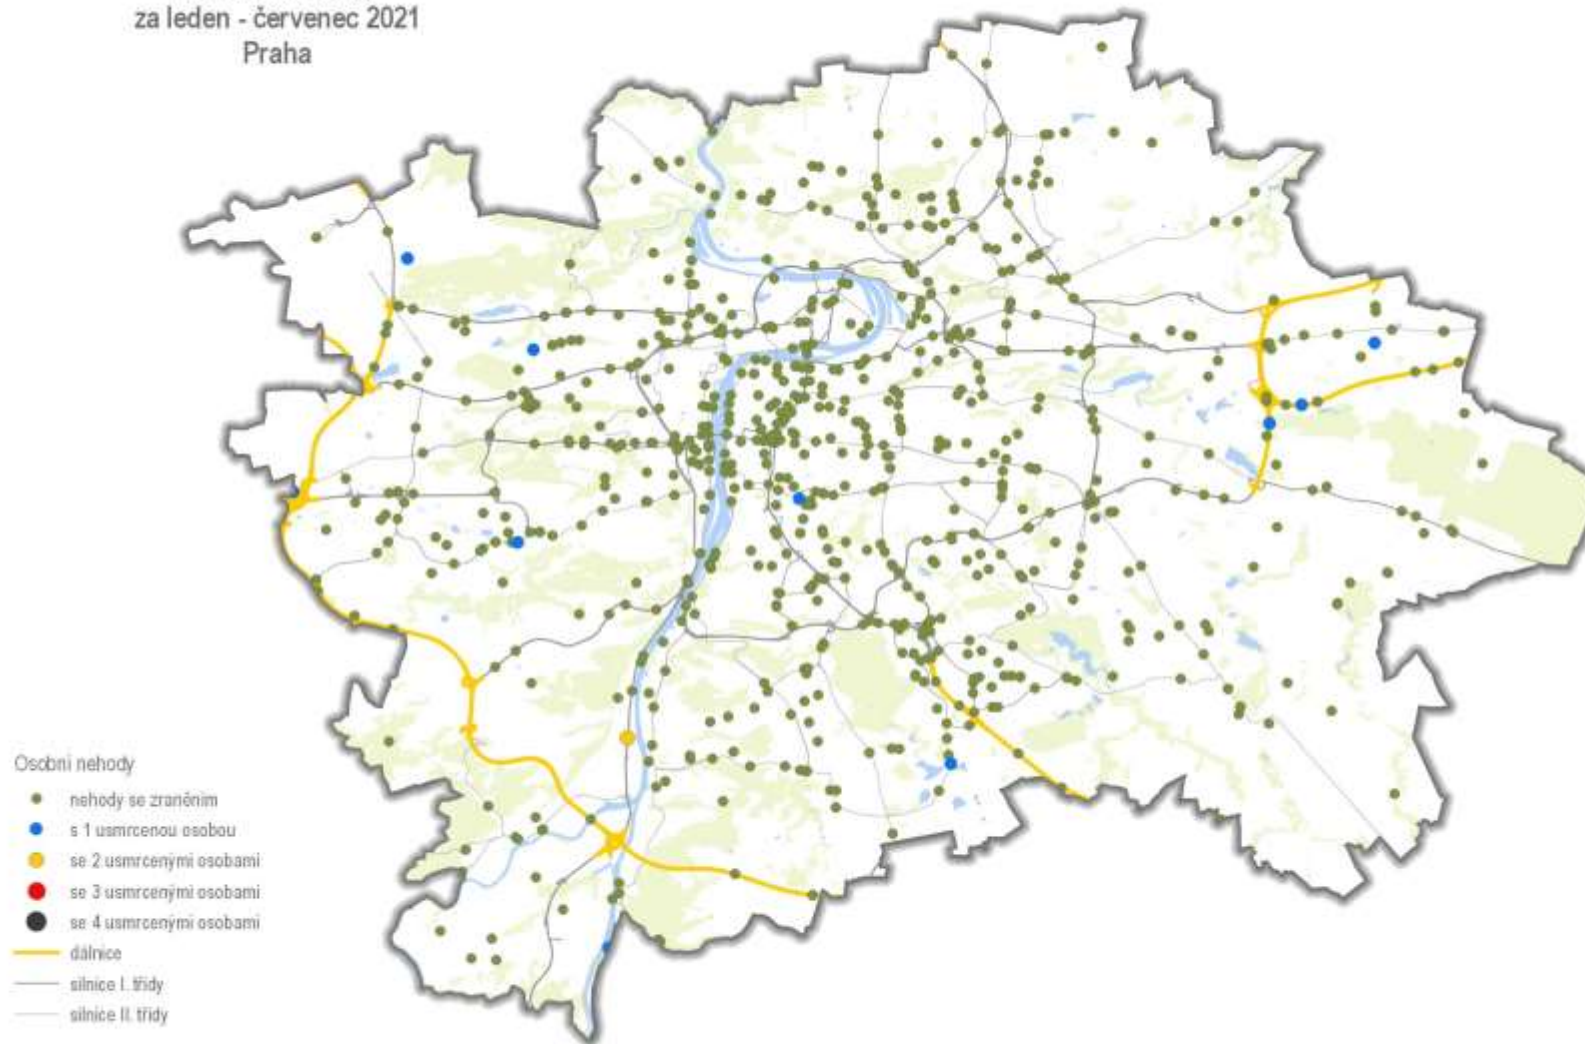 za leden - červenec 2021
Praha
Osobní nehody
nehody se zraněním
s 1 usmrcenou osobou
se 2 usmrcenými osobami
se 3 usmrcenými osobami
se 4 usmrcenými osobami
dálnice
silnice I. třídy
silnice II. třídy